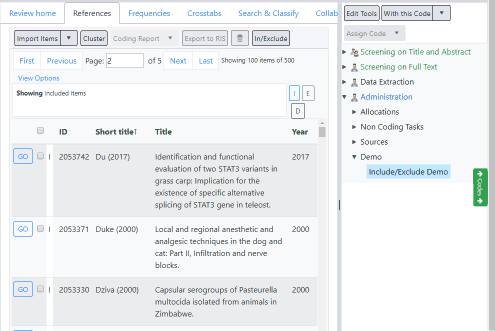 Review home References Frequencies Crosstabs Search & Classify Collab
Import Items Cluster Coding Report Export to RIS In/Exclude
First Previous Page: 2 of 5 Next Last Showing 100 items of 500
View Options
Showing included items
I E
D
ID Short title↑ Title Year
GO I 2053742 Du (2017) Identification and functional 2017
evaluation of two STAT3 variants in
grass carp: Implication for the
existence of specific alternative
splicing of STAT3 gene in teleost.
GO I 2053371 Duke (2000) Local and regional anesthetic and 2000
analgesic techniques in the dog and
cat: Part II, Infiltration and nerve
blocks.
GO I 2053330 Dziva (2000) Capsular serogroups of Pasteurella 2000
multocida isolated from animals in
Zimbabwe.
Edit Tools With this Code
Assign Code
Screening on Title and Abstract
Screening on Full Text
Data Extraction
Administration
Allocations
Non Coding Tasks
Sources
Demo
Include/Exclude Demo
Codes